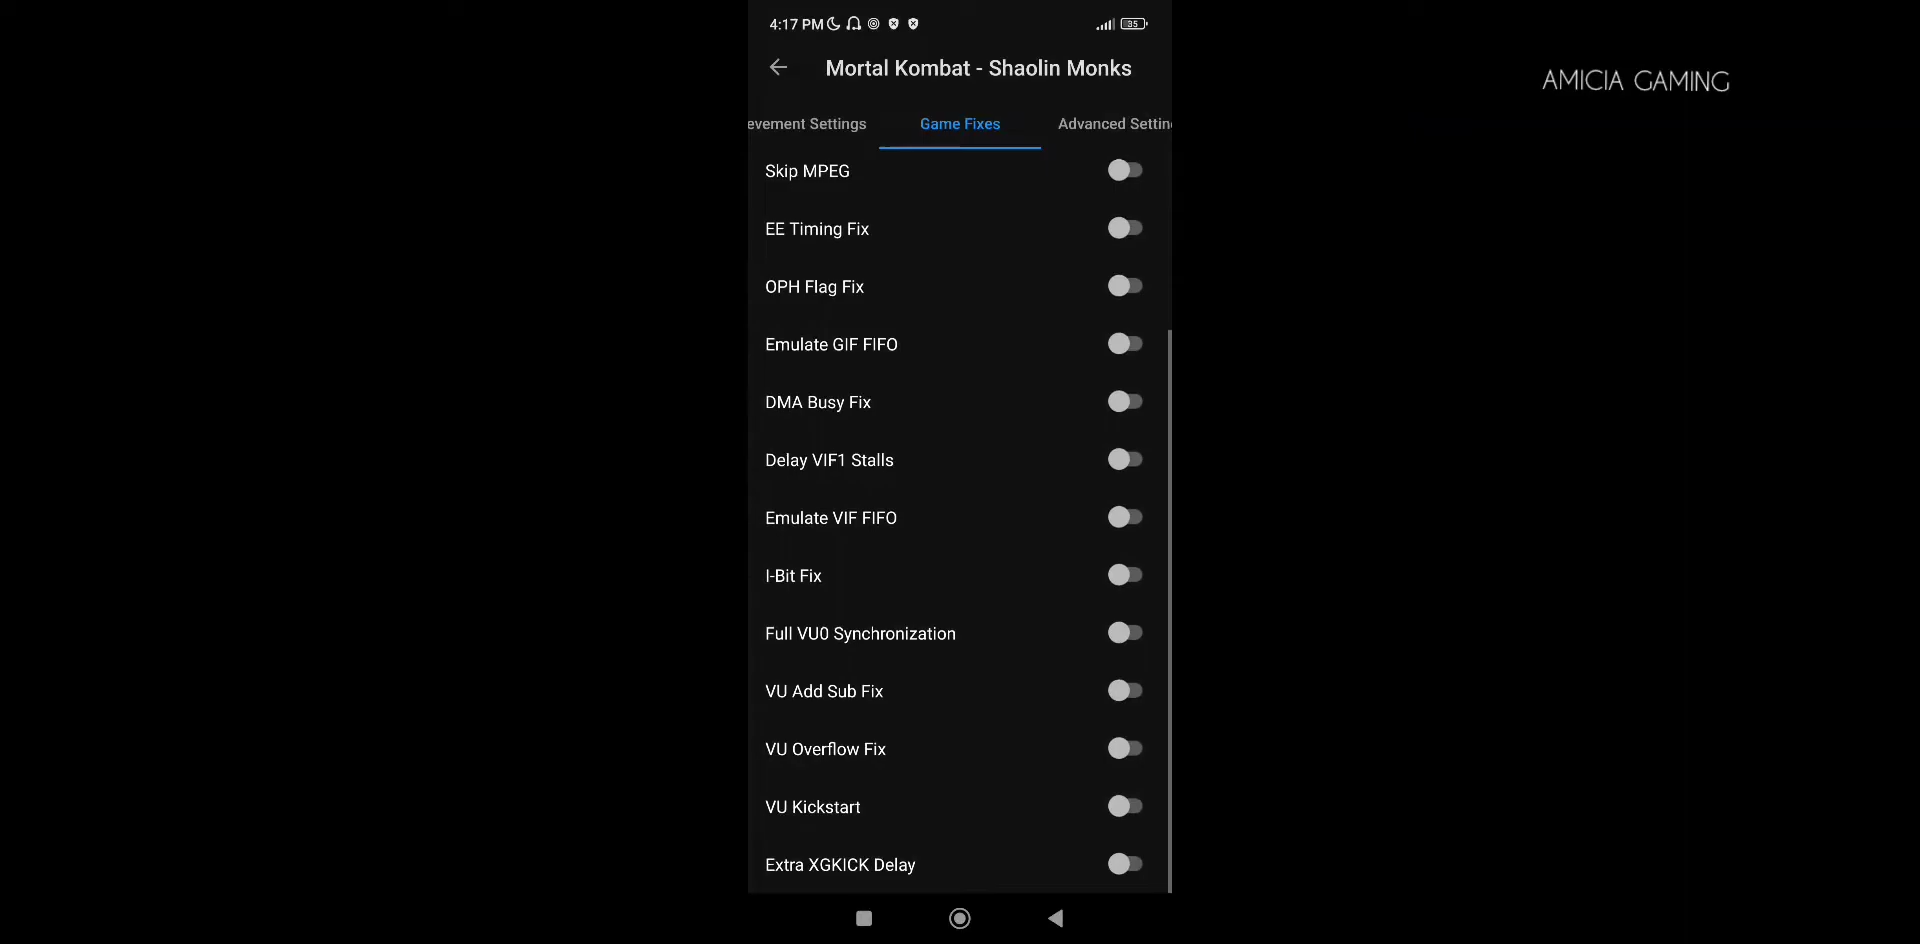 4:17 PM
85
Mortal Kombat - Shaolin Monks
AMICIA GAMING
evement Settings
Game Fixes
Advanced Settin
Skip MPEG
EE Timing Fix
OPH Flag Fix
Emulate GIF FIFO
DMA Busy Fix
Delay VIF1 Stalls
Emulate VIF FIFO
I-Bit Fix
Full VU0 Synchronization
VU Add Sub Fix
VU Overflow Fix
VU Kickstart
Extra XGKICK Delay